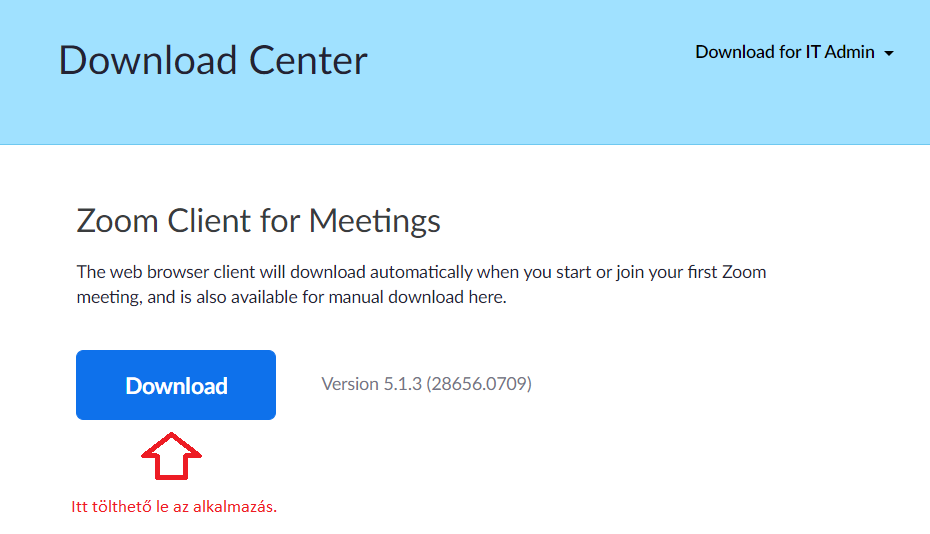 Download Center
Download for IT Admin
Zoom Client for Meetings
The web browser client will download automatically when you start or join your first Zoom
meeting, and is also available for manual download here.
Download
Version 5.1.3 (28656.0709)
Itt tölthető le az alkalmazás.